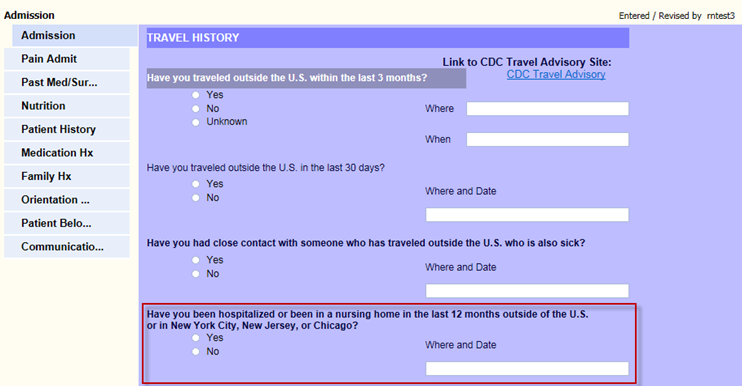 Admission
Entered / Revised by rntest3
Admission
Pain Admit
Past Med/Sur...
Nutrition
Patient History
Medication Hx
Family Hx
Orientation ...
Patient Belo...
Communicatio...
TRAVEL HISTORY
Link to CDC Travel Advisory Site:
CDC Travel Advisory
Have you traveled outside the U.S. within the last 3 months?
Yes
No
Unknown
Where
When
Have you traveled outside the U.S. in the last 30 days?
Yes
No
Where and Date
Have you had close contact with someone who has traveled outside the U.S. who is also sick?
Yes
No
Where and Date
Have you been hospitalized or been in a nursing home in the last 12 months outside of the U.S.
or in New York City, New Jersey, or Chicago?
Yes
No
Where and Date